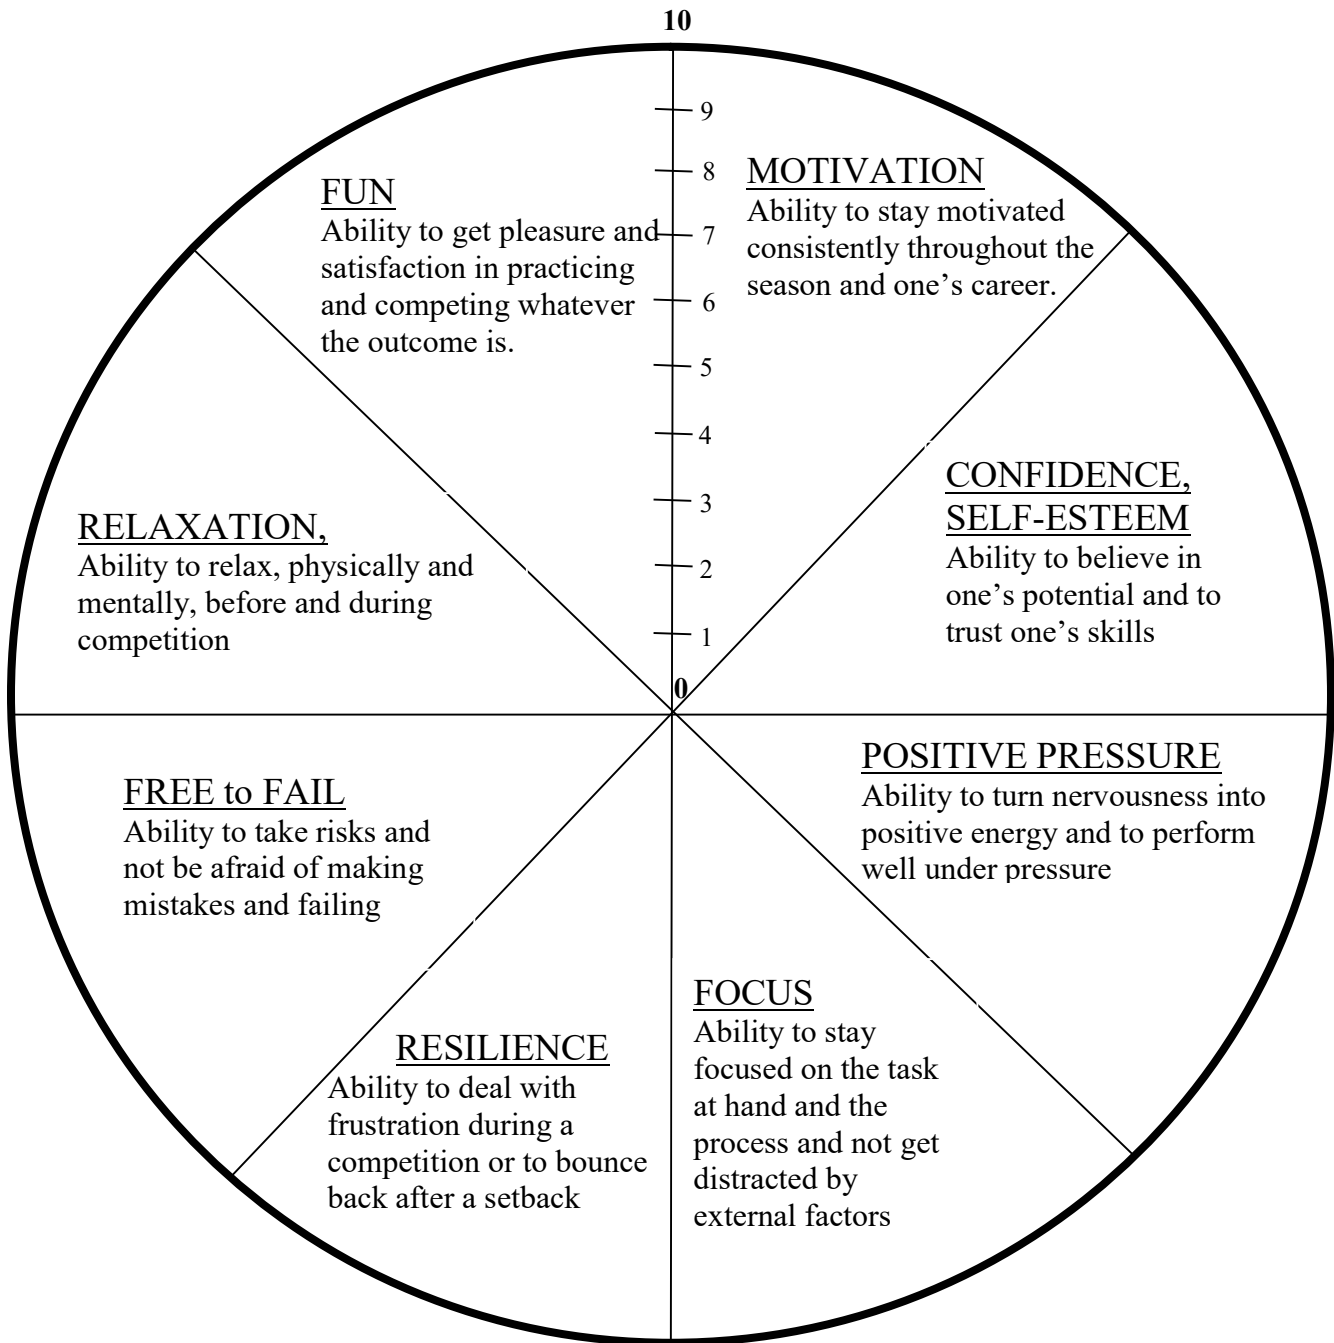 10
9
8
7
6
5
4
3
2
1
0
MOTIVATION
Ability to stay motivated
consistently throughout the
season and one’s career.
CONFIDENCE,
SELF-ESTEEM
Ability to believe in
one’s potential and to
trust one’s skills
POSITIVE PRESSURE
Ability to turn nervousness into
positive energy and to perform
well under pressure
FOCUS
Ability to stay
focused on the task
at hand and the
process and not get
distracted by
external factors
RESILIENCE
Ability to deal with
frustration during a
competition or to bounce
back after a setback
FREE to FAIL
Ability to take risks and
not be afraid of making
mistakes and failing
RELAXATION,
Ability to relax, physically and
mentally, before and during
competition
FUN
Ability to get pleasure and
satisfaction in practicing
and competing whatever
the outcome is.